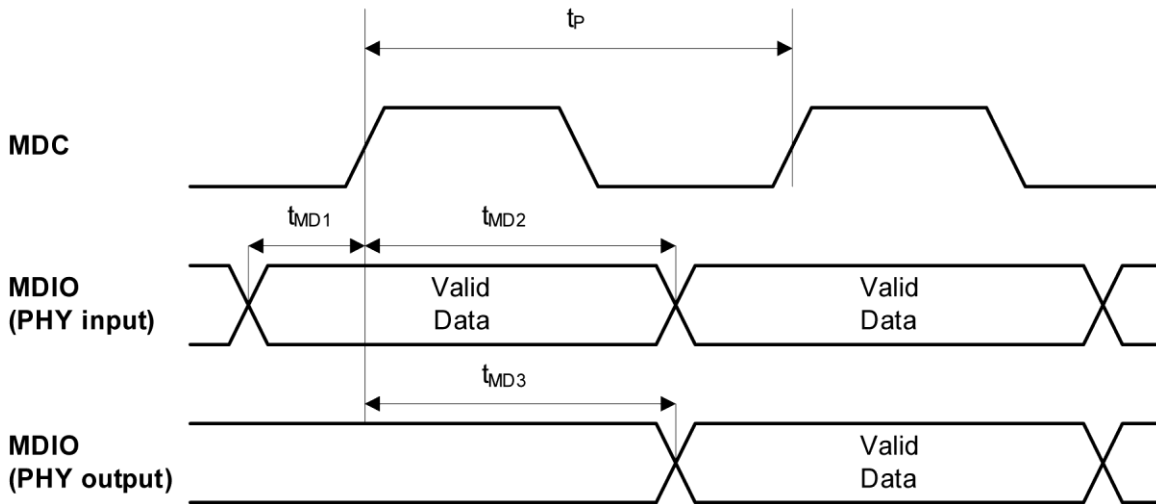 tP
MDC
tMD1
tMD2
MDIO
(PHY input)
Valid
Data
Valid
Data
tMD3
MDIO
(PHY output)
Valid
Data